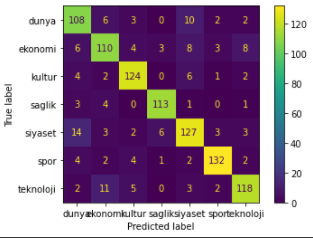 dunya 108 6 3 0 10 2 2
ekonomi 6 110 4 3 8 3 8
kultur 4 2 124 0 6 1 2
saglik 3 4 0 113 1 0 1
siyaset 14 3 2 6 127 3 3
spor 4 2 4 1 2 132 2
teknoloji 2 11 5 0 3 2 118
dunya ekonomi kultur saglik siyaset spor teknoloji
Predicted label
True label
120
100
80
60
40
20
0